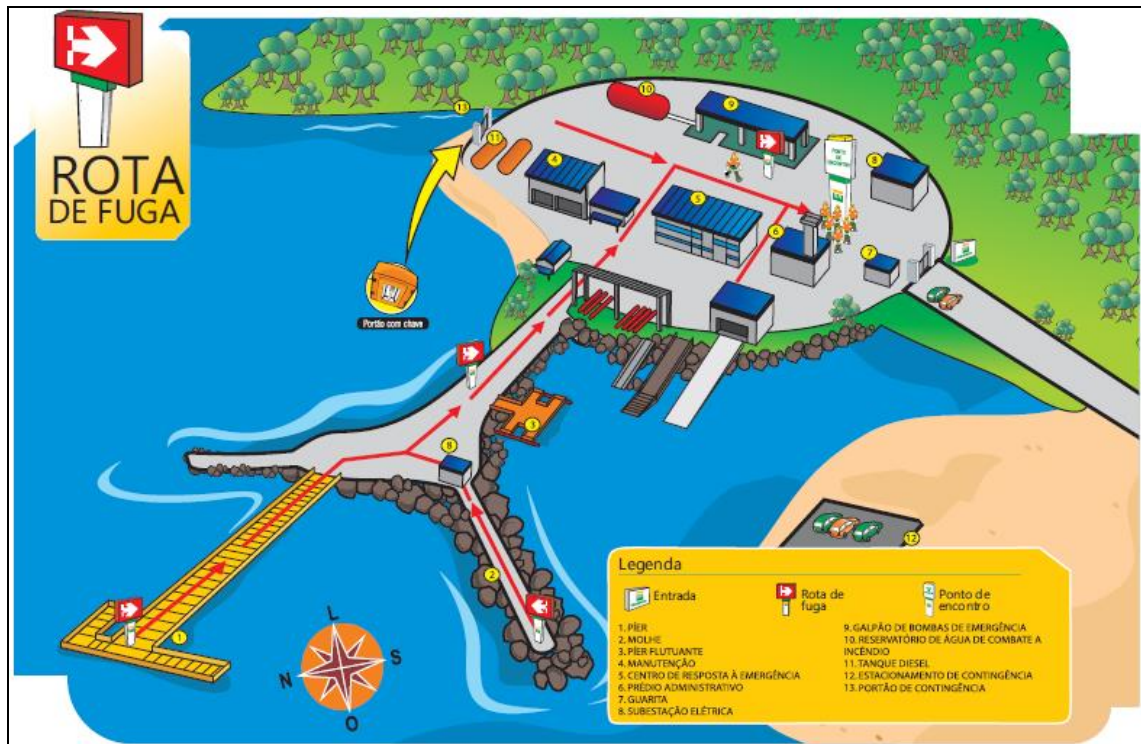 ROTA
DE FUGA
13
11
10
9
4
PONTO
DE
ENCONTRO
8
5
6
7
Portão com chave
3
8
2
1
12
L
S
N
O
Legenda
Entrada
Rota de
fuga
Ponto de
encontro
1. PÍER
2. MOLHE
3. PÍER FLUTUANTE
4. MANUTENÇÃO
5. CENTRO DE RESPOSTA À EMERGÊNCIA
6. PRÉDIO ADMINISTRATIVO
7. GUARITA
8. SUBESTAÇÃO ELÉTRICA
9. GALPÃO DE BOMBAS DE EMERGÊNCIA
10. RESERVATÓRIO DE ÁGUA DE COMBATE A
INCÊNDIO
11. TANQUE DIESEL
12. ESTACIONAMENTO DE CONTINGÊNCIA
13. PORTÃO DE CONTINGÊNCIA